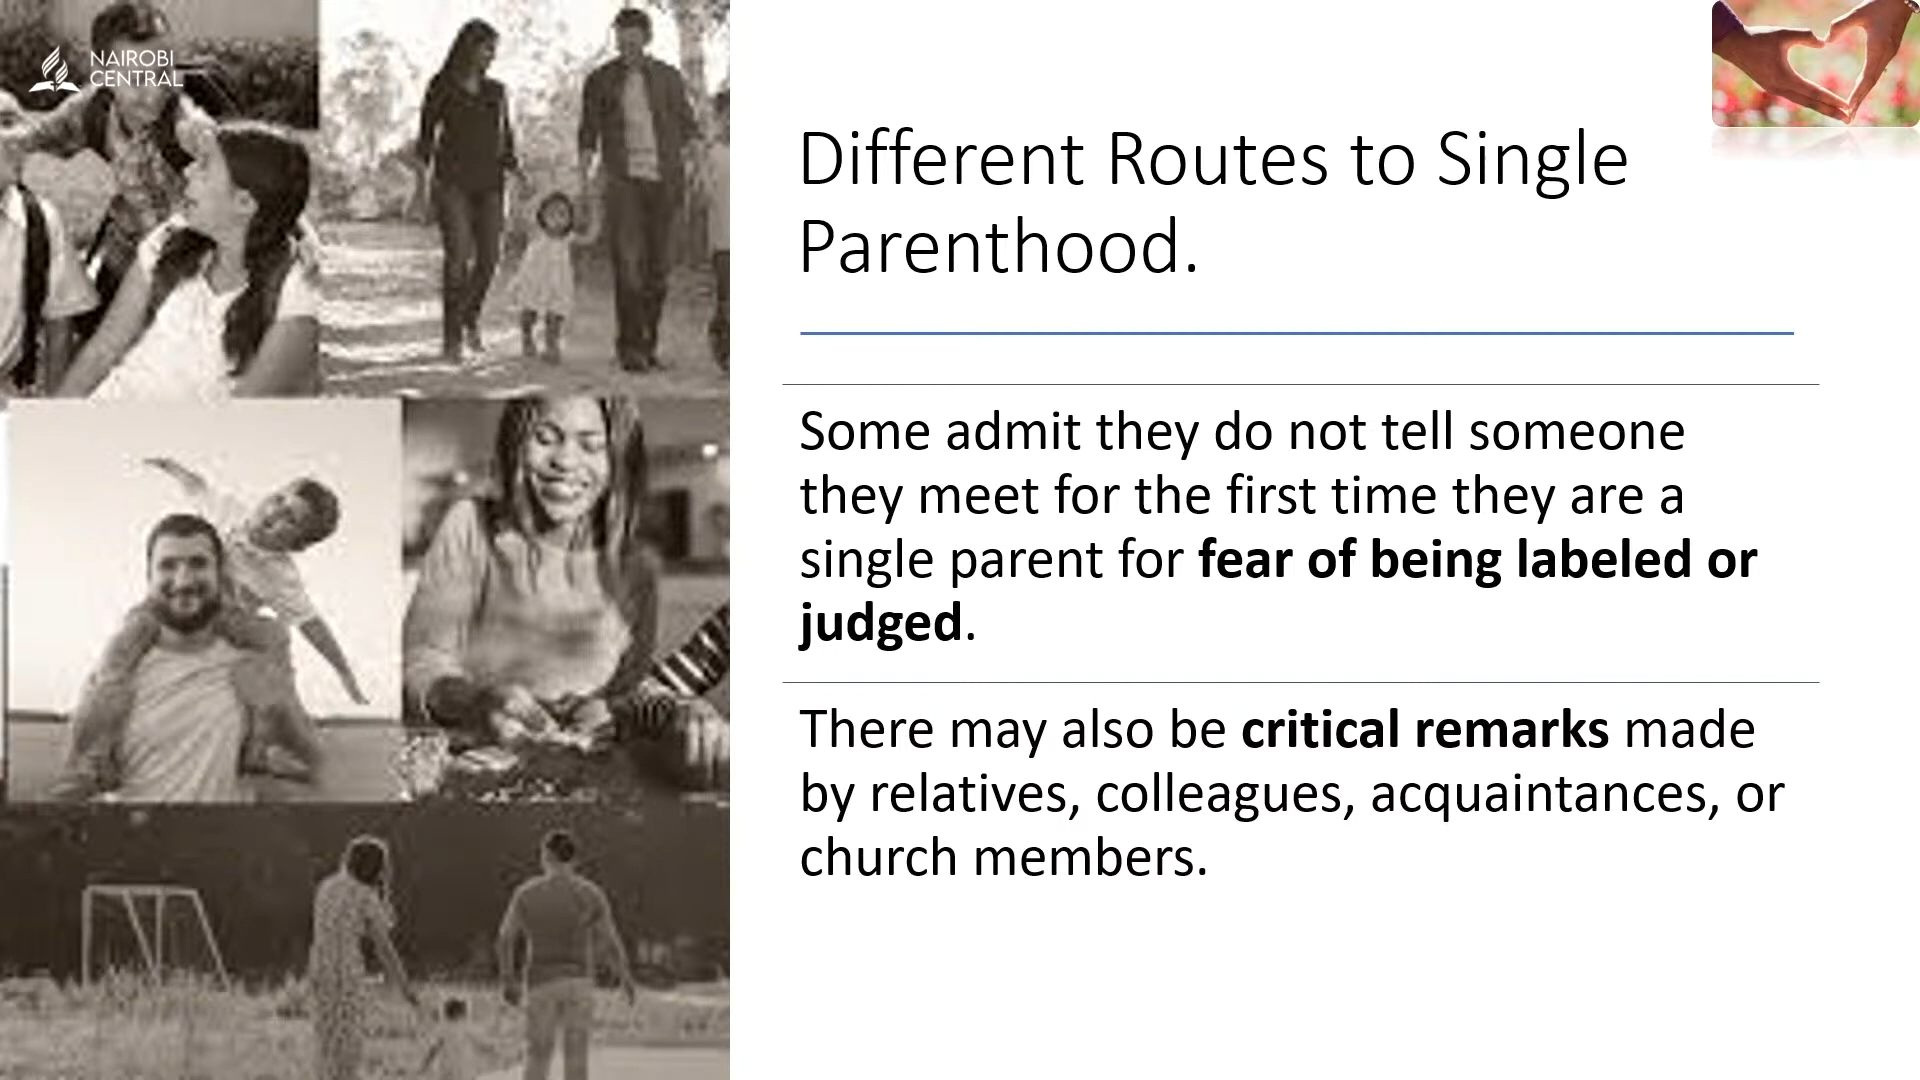 NAIROBI
CENTRAL
Different Routes to Single
Parenthood.
Some admit they do not tell someone
they meet for the first time they are a
single parent for fear of being labeled or
judged.
There may also be critical remarks made
by relatives, colleagues, acquaintances, or
church members.